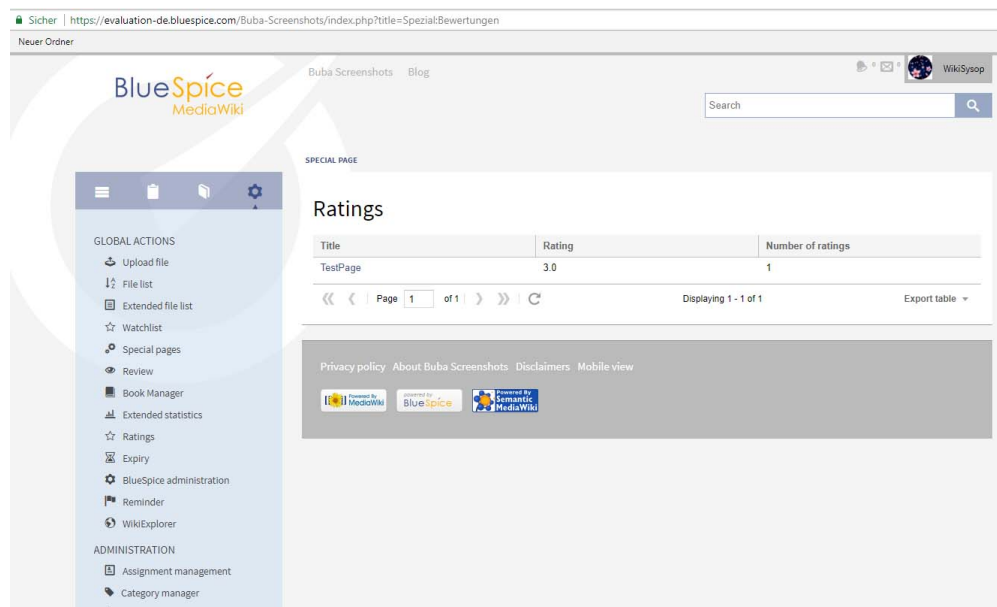 Sicher | https://evaluation-de.bluespice.com/Buba-Screenshots/index.php?title=Spezial:Bewertungen
Neuer Ordner
BlueSpice
MediaWiki
Buba Screenshots Blog
WikiSysop
Search
SPECIAL PAGE
GLOBAL ACTIONS
Upload file
File list
Extended file list
Watchlist
Special pages
Review
Book Manager
Extended statistics
Ratings
Expiry
BlueSpice administration
Reminder
WikiExplorer
ADMINISTRATION
Assignment management
Category manager
Ratings
Title Rating Number of ratings
TestPage 3.0 1
Page 1 of 1 Displaying 1 - 1 of 1 Export table
Privacy policy About Buba Screenshots Disclaimers Mobile view
Powered By
MediaWiki
powered by
BlueSpice
Powered By
Semantic
MediaWiki